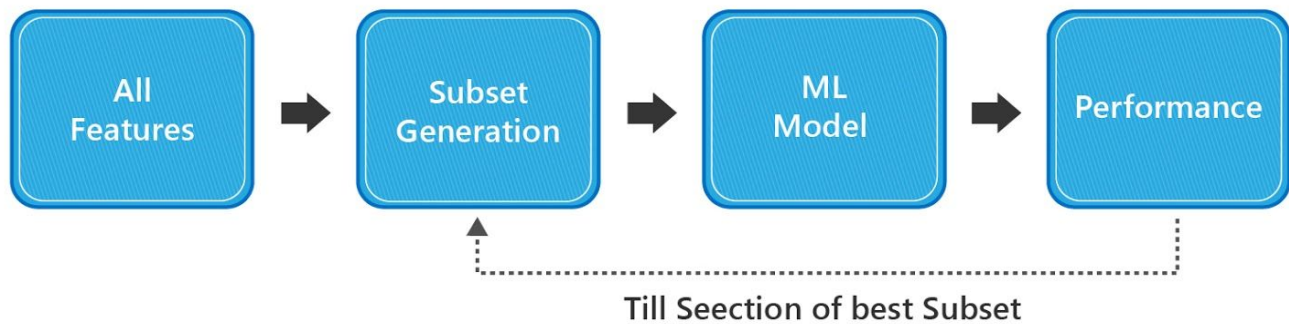 All
Features
Subset
Generation
ML
Model
Performance
Till Seection of best Subset